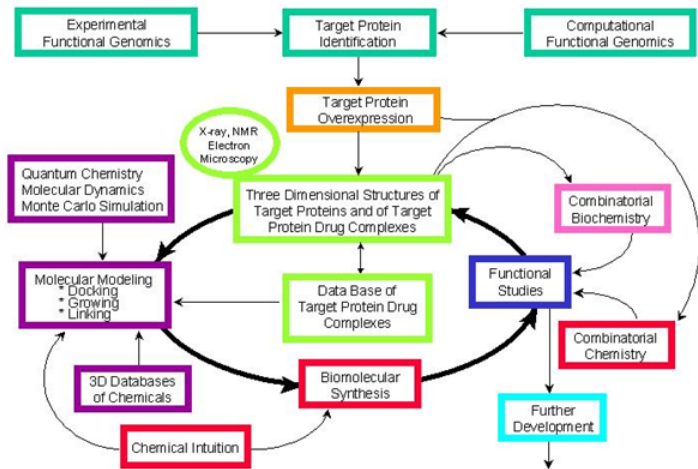 Experimental
Functional Genomics
Target Protein
Identification
Computational
Functional Genomics
Target Protein
Overexpression
X-ray, NMR
Electron
Microscopy
Quantum Chemistry
Molecular Dynamics
Monte Carlo Simulation
Three Dimensional Structures of
Target Proteins and of Target
Protein Drug Complexes
Combinatorial
Biochemistry
Molecular Modeling
* Docking
* Growing
* Linking
Data Base of
Target Protein Drug
Complexes
Functional
Studies
Combinatorial
Chemistry
3D Databases
of Chemicals
Biomolecular
Synthesis
Further
Development
Chemical Intuition